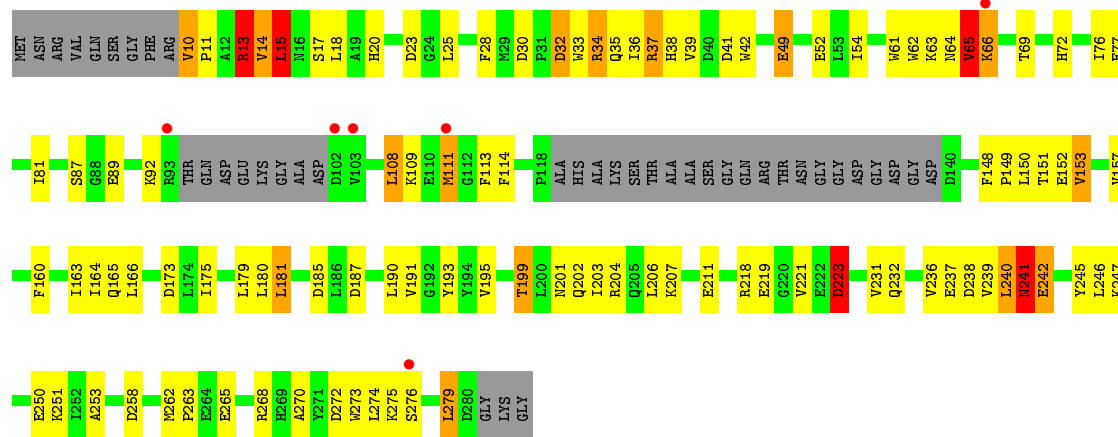 MET ASN ARG VAL GLN SER GLY PHE ARG V10 P11 A12 R13 V14 L15 N16 S17 L18 A19 H20 D23 G24 L25 F28 M29 D30 P31 D32 W33 R34 Q35 I36 R37 H38 V39 D40 D41 W42 E49 E52 L53 I54 W61 W62 K63 N64 V65 K66 T69 H72 I76 E77
I81 S87 G88 E89 K92 R93 THR GLN ASP GLU LYS GLY ALA ASP D102 V103 L108 K109 E110 M111 G112 F113 F114 P118 ALA HIS ALA LYS SER THR ALA ALA SER GLY GLN ARG THR ASN GLY GLY ASP GLY ASP GLY ASP D140 F148 P149 L150 T151 E152 V153 V157
F160 I163 I164 Q165 L166 D173 L174 I175 L179 L180 L181 D185 L186 D187 L190 V191 G192 Y193 Y194 V195 T199 L200 N201 Q202 I203 R204 Q205 L206 K207 E211 R218 E219 G220 V221 E222 D223 V231 Q232 V236 E237 D238 V239 L240 N241 E242 Y245 L246 K247
E250 K251 I252 A253 D258 M262 P263 E264 E265 R268 H269 A270 Y271 D272 W273 L274 K275 S276 L279 D280 GLY LYS GLY